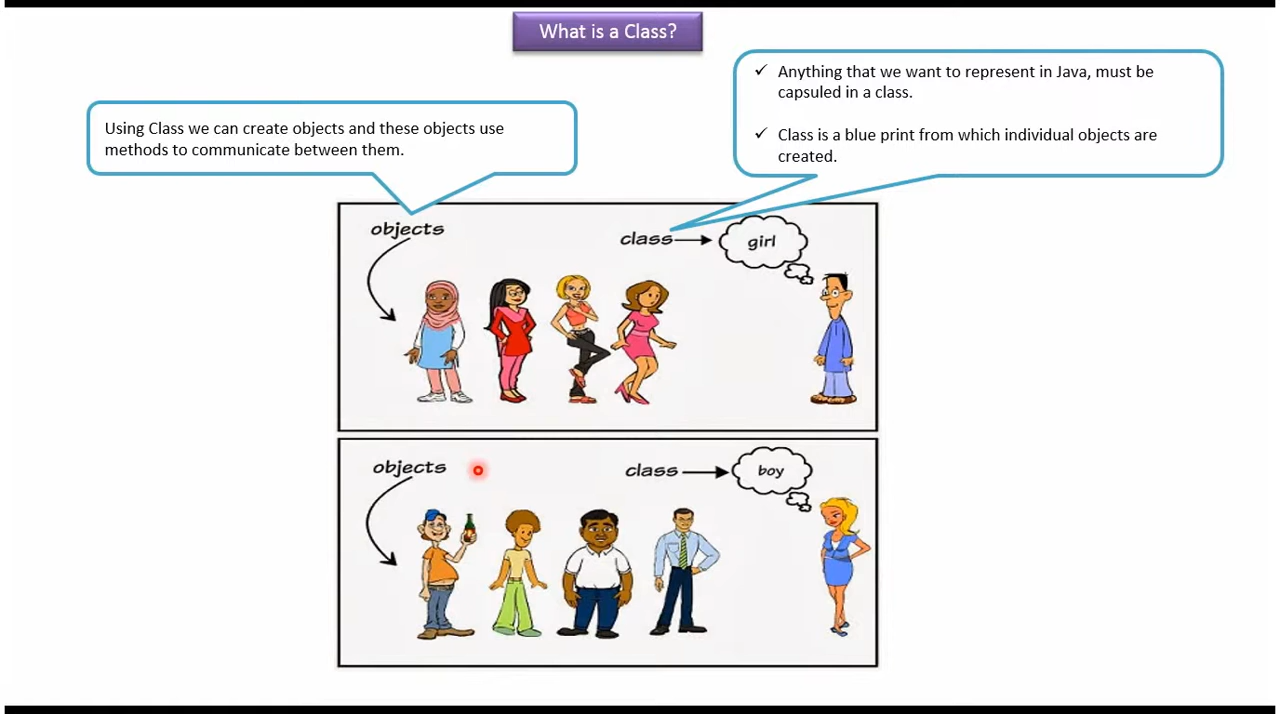 What is a Class?
Using Class we can create objects and these objects use
methods to communicate between them.
✓ Anything that we want to represent in Java, must be
capsuled in a class.
✓ Class is a blue print from which individual objects are
created.
objects
class
girl
objects
class
boy